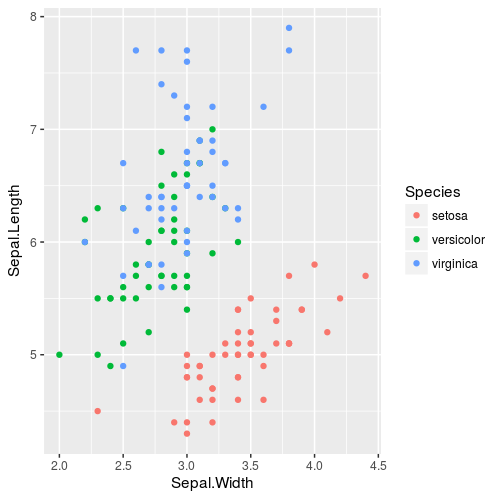 8
7
6
5
Sepal.Length
2.0 2.5 3.0 3.5 4.0 4.5
Sepal.Width
Species
setosa
versicolor
virginica